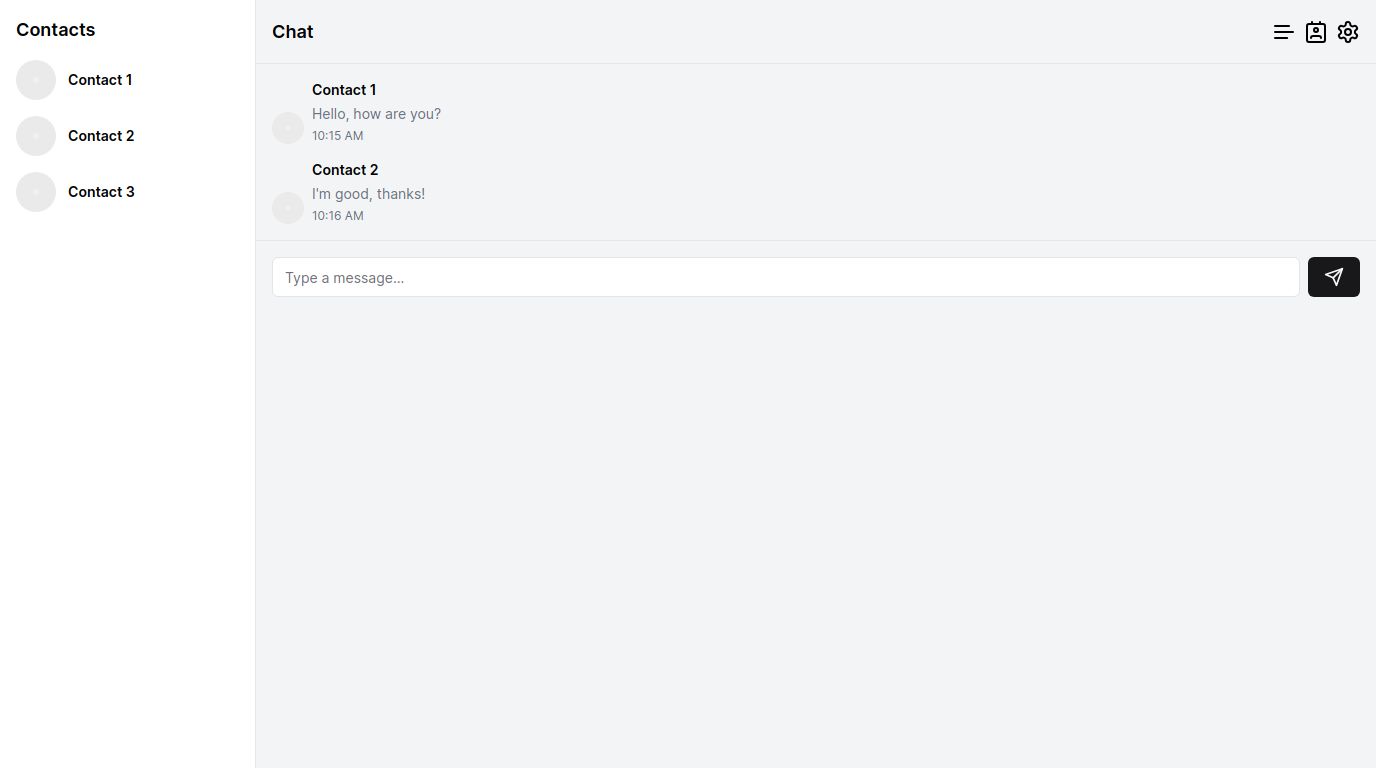 Contacts
Contact 1
Contact 2
Contact 3
Chat
Contact 1
Hello, how are you?
10:15 AM
Contact 2
I'm good, thanks!
10:16 AM
Type a message...